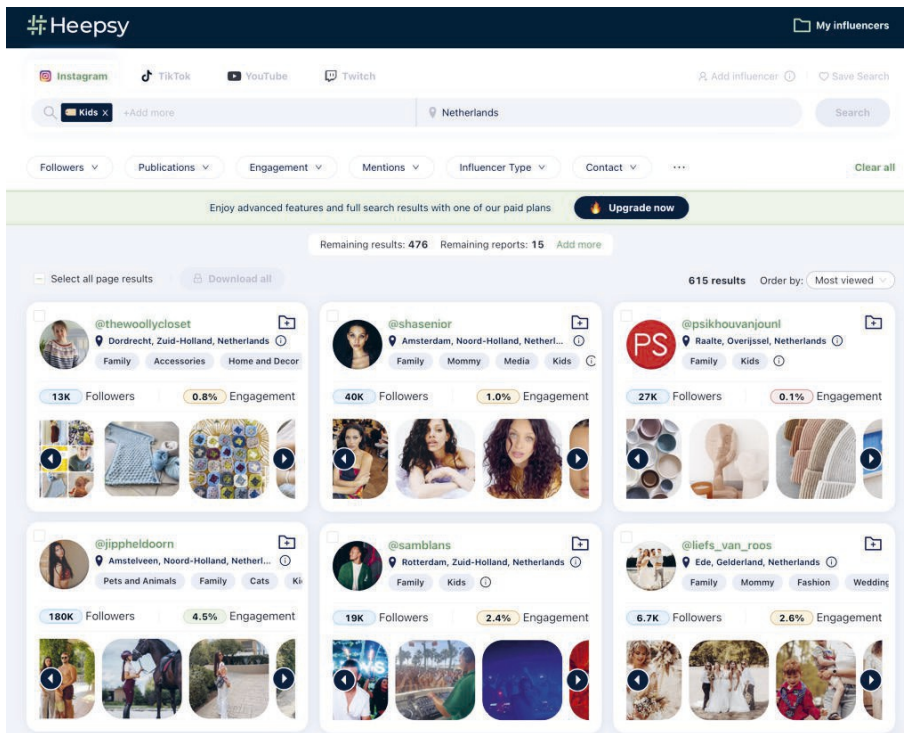 Heepsy
My influencers
Instagram TikTok YouTube Twitch
Add influencer Save Search
Kids X +Add more Netherlands Search
Followers Publications Engagement Mentions Influencer Type Contact ... Clear all
Enjoy advanced features and full search results with one of our paid plans Upgrade now
Remaining results: 476 Remaining reports: 15 Add more
Select all page results Download all
615 results Order by: Most viewed
@thewoollycloset
Dordrecht, Zuid-Holland, Netherlands
Family Accessories Home and Decor
13K Followers 0.8% Engagement
@shasenior
Amsterdam, Noord-Holland, Netherl...
Family Mommy Media Kids
40K Followers 1.0% Engagement
PS
@psikhouvanjounl
Raalte, Overijssel, Netherlands
Family Kids
27K Followers 0.1% Engagement
@jippheldoorn
Amstelveen, Noord-Holland, Netherl...
Pets and Animals Family Cats Ki
180K Followers 4.5% Engagement
@samblans
Rotterdam, Zuid-Holland, Netherlands
Family Kids
19K Followers 2.4% Engagement
@liefs_van_roos
Ede, Gelderland, Netherlands
Family Mommy Fashion Wedding
6.7K Followers 2.6% Engagement